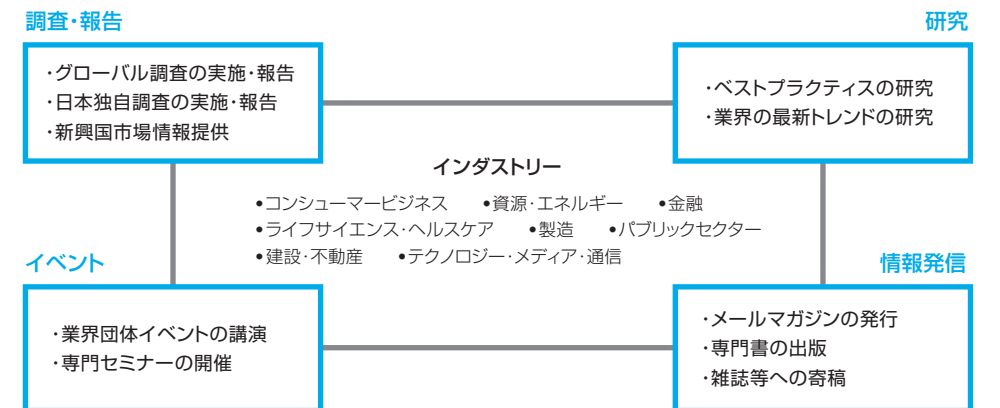 調査・報告
・グローバル調査の実施・報告
・日本独自調査の実施・報告
・新興国市場情報提供
研究
・ベストプラクティスの研究
・業界の最新トレンドの研究
インダストリー
•コンシューマービジネス •資源・エネルギー •金融
•ライフサイエンス・ヘルスケア •製造 •パブリックセクター
•建設・不動産 •テクノロジー・メディア・通信
イベント
・業界団体イベントの講演
・専門セミナーの開催
情報発信
・メールマガジンの発行
・専門書の出版
・雑誌等への寄稿